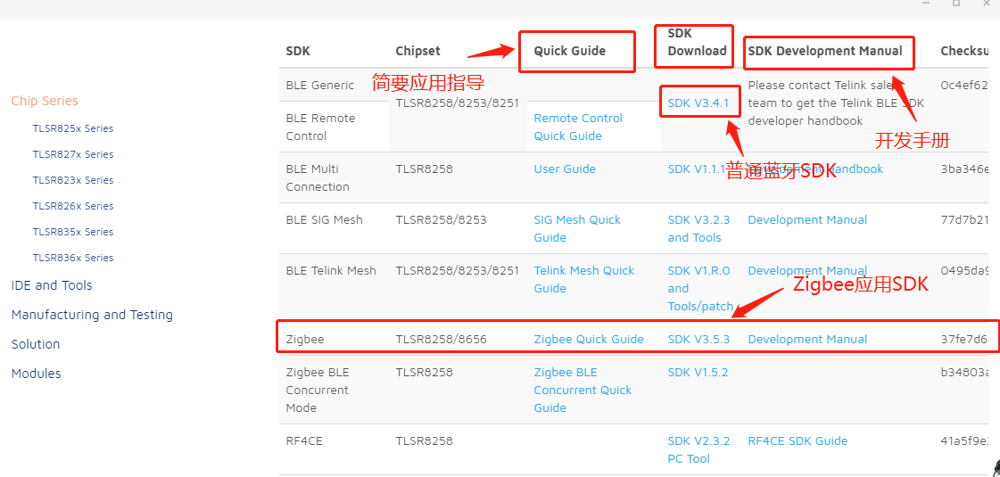 SDK
Chipset
Quick Guide
SDK
Download
SDK Development Manual
简要应用指导
Chip Series
TLSR825x Series
TLSR827x Series
TLSR823x Series
TLSR826x Series
TLSR835x Series
TLSR836x Series
IDE and Tools
Manufacturing and Testing
Solution
Modules
BLE Generic
TLSR8258/8253/8251
SDK V3.4.1
Please contact Telink sales
team to get the Telink BLE SDK
developer handbook
0c4ef62
BLE Remote
Control
Remote Control
Quick Guide
开发手册
普通蓝牙SDK
BLE Multi
Connection
TLSR8258
User Guide
SDK V1.1.1
Development Handbook
BLE SIG Mesh
TLSR8258/8253
SIG Mesh Quick
Guide
SDK V3.2.3
and Tools
Development Manual
77d7b21
BLE Telink Mesh
TLSR8258/8253/8251
Telink Mesh Quick
Guide
SDK V1.R.0
and
Tools/patch
Development Manual
Zigbee应用SDK
Zigbee
TLSR8258/8656
Zigbee Quick Guide
SDK V3.5.3
Development Manual
37fe7d6
Zigbee BLE
Concurrent
Mode
TLSR8258
Zigbee BLE
Concurrent Quick
Guide
SDK V1.5.2
RF4CE
TLSR8258
SDK V2.3.2
PC Tool
RF4CE SDK Guide